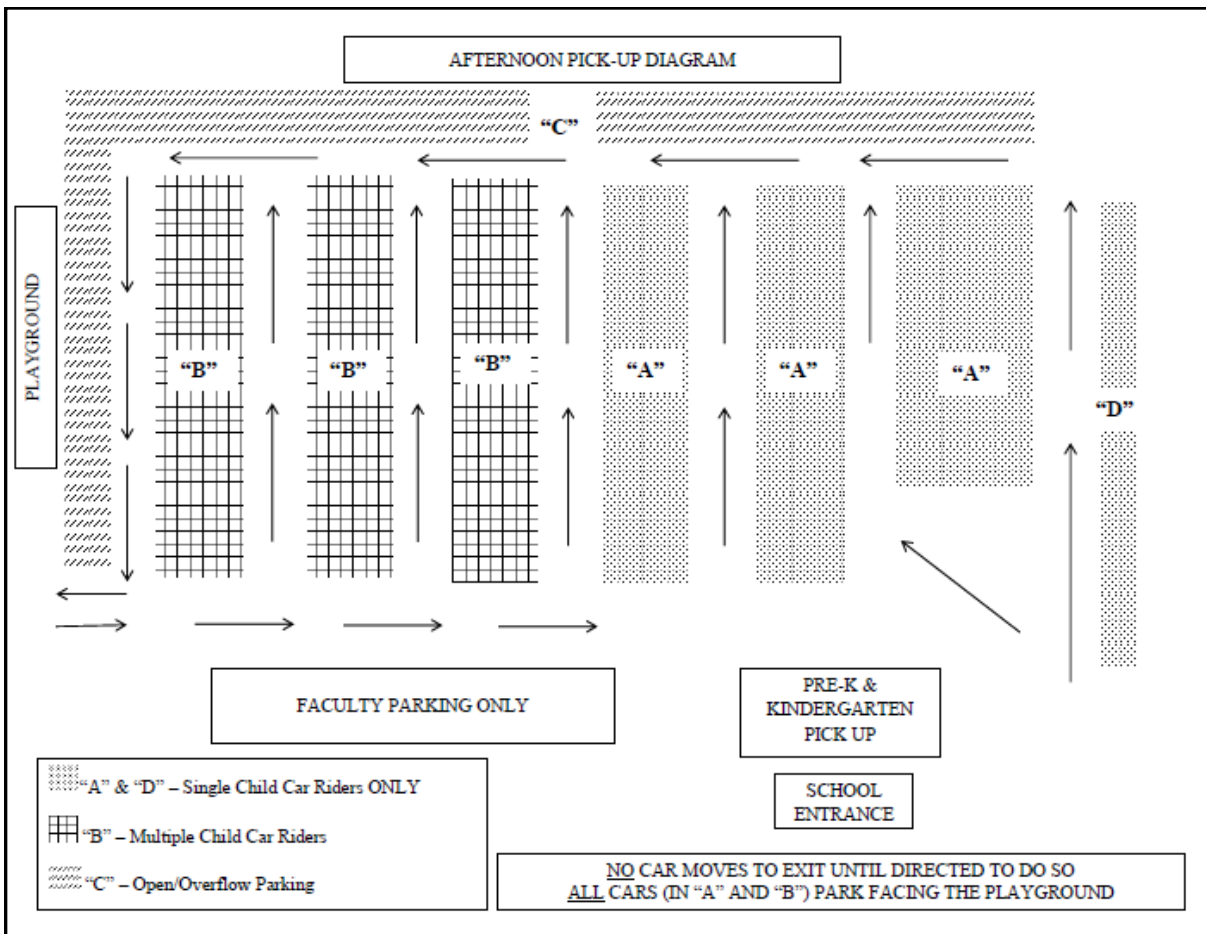 AFTERNOON PICK-UP DIAGRAM
“C”
PLAYGROUND
“B”
“B”
“B”
“A”
“A”
“A”
“D”
FACULTY PARKING ONLY
PRE-K &
KINDERGARTEN
PICK UP
“A” & “D” – Single Child Car Riders ONLY
“B” – Multiple Child Car Riders
“C” – Open/Overflow Parking
SCHOOL
ENTRANCE
NO CAR MOVES TO EXIT UNTIL DIRECTED TO DO SO
ALL CARS (IN “A” AND “B”) PARK FACING THE PLAYGROUND